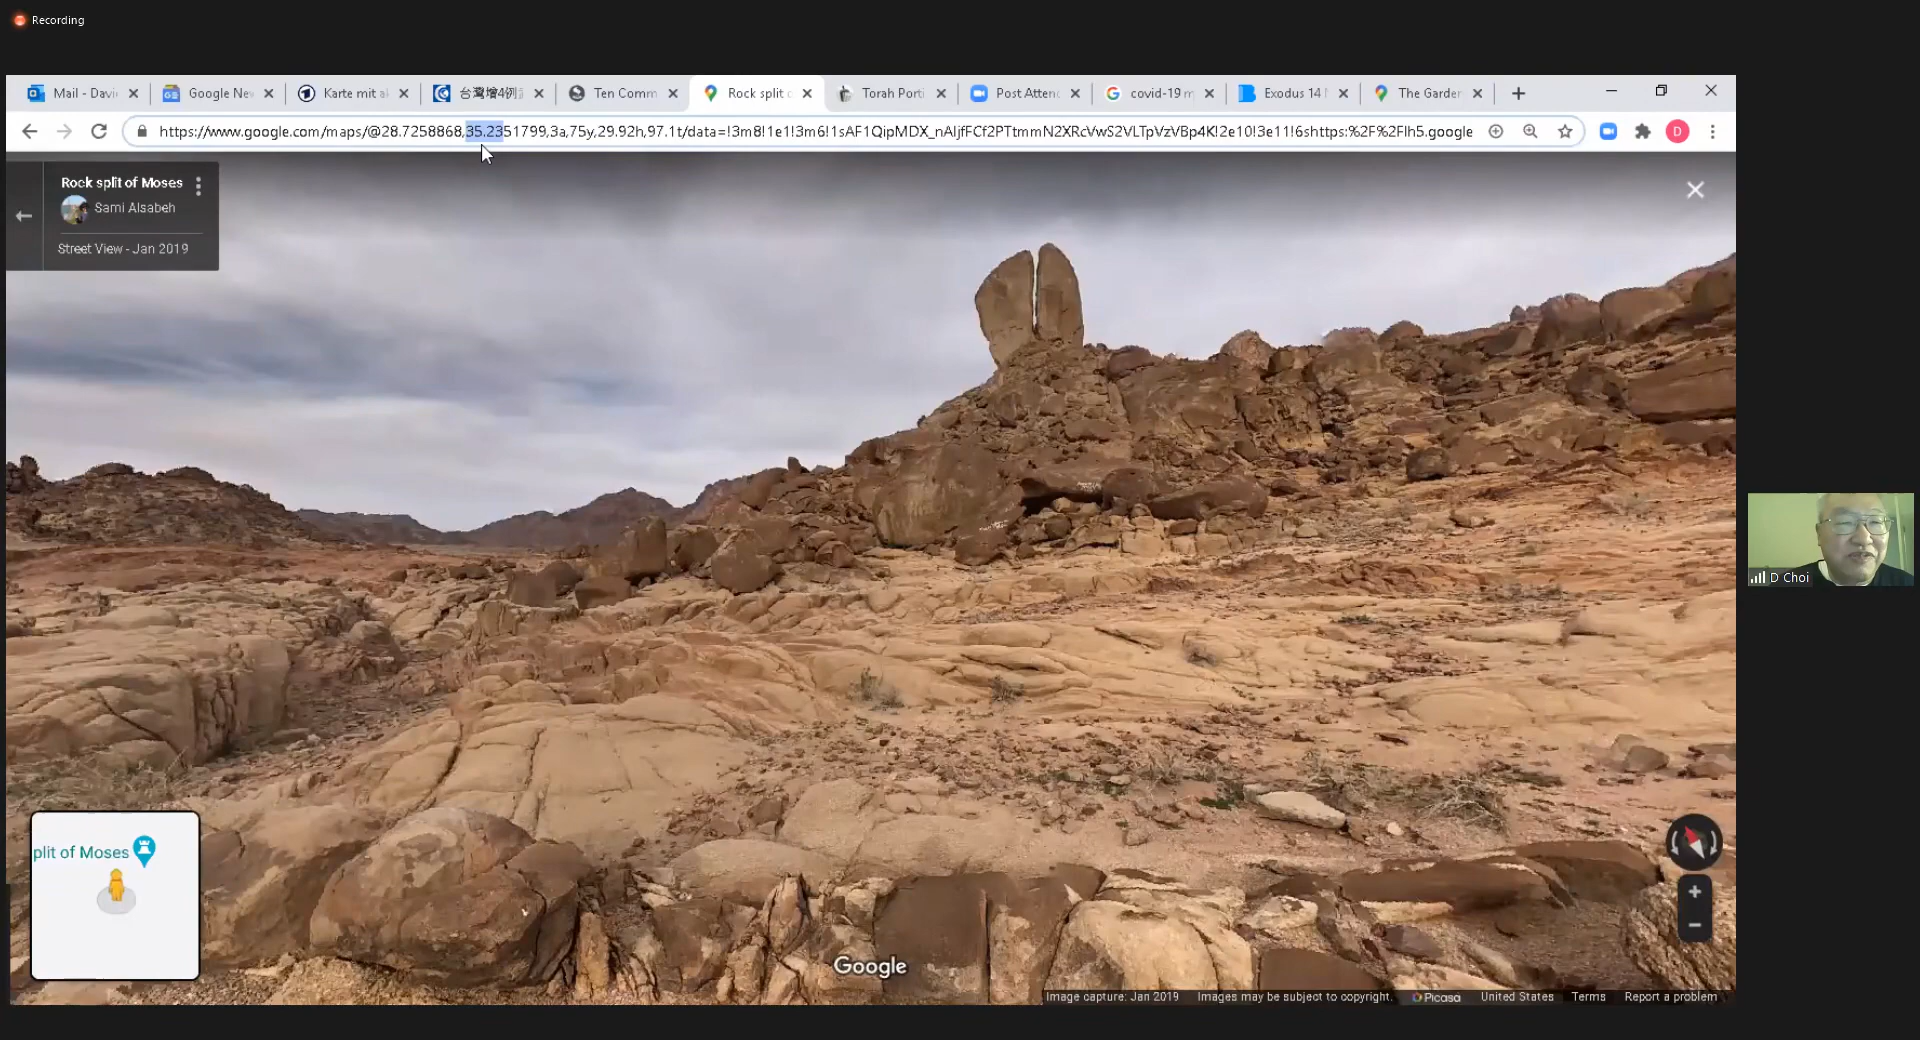 Recording
Mail - Davi
Google Ne
Karte mit a
台灣增4例
Ten Comm
Rock split o
Torah Porti
Post Atten
covid-19 m
Exodus 14
The Garder
https://www.google.com/maps/@28.7258868,35.2351799,3a,75y,29.92h,97.1t/data=!3m8!1e1!3m6!1sAF1QipMDX_nAljfFCf2PTtmmN2XRcVwS2VLTpVzVBp4K!2e10!3e11!6shttps:%2F%2Flh5.google
D
Rock split of Moses
Sami Alsabeh
Street View - Jan 2019
D Choi
plit of Moses
Google
Image capture: Jan 2019 Images may be subject to copyright. Picasa United States Terms Report a problem